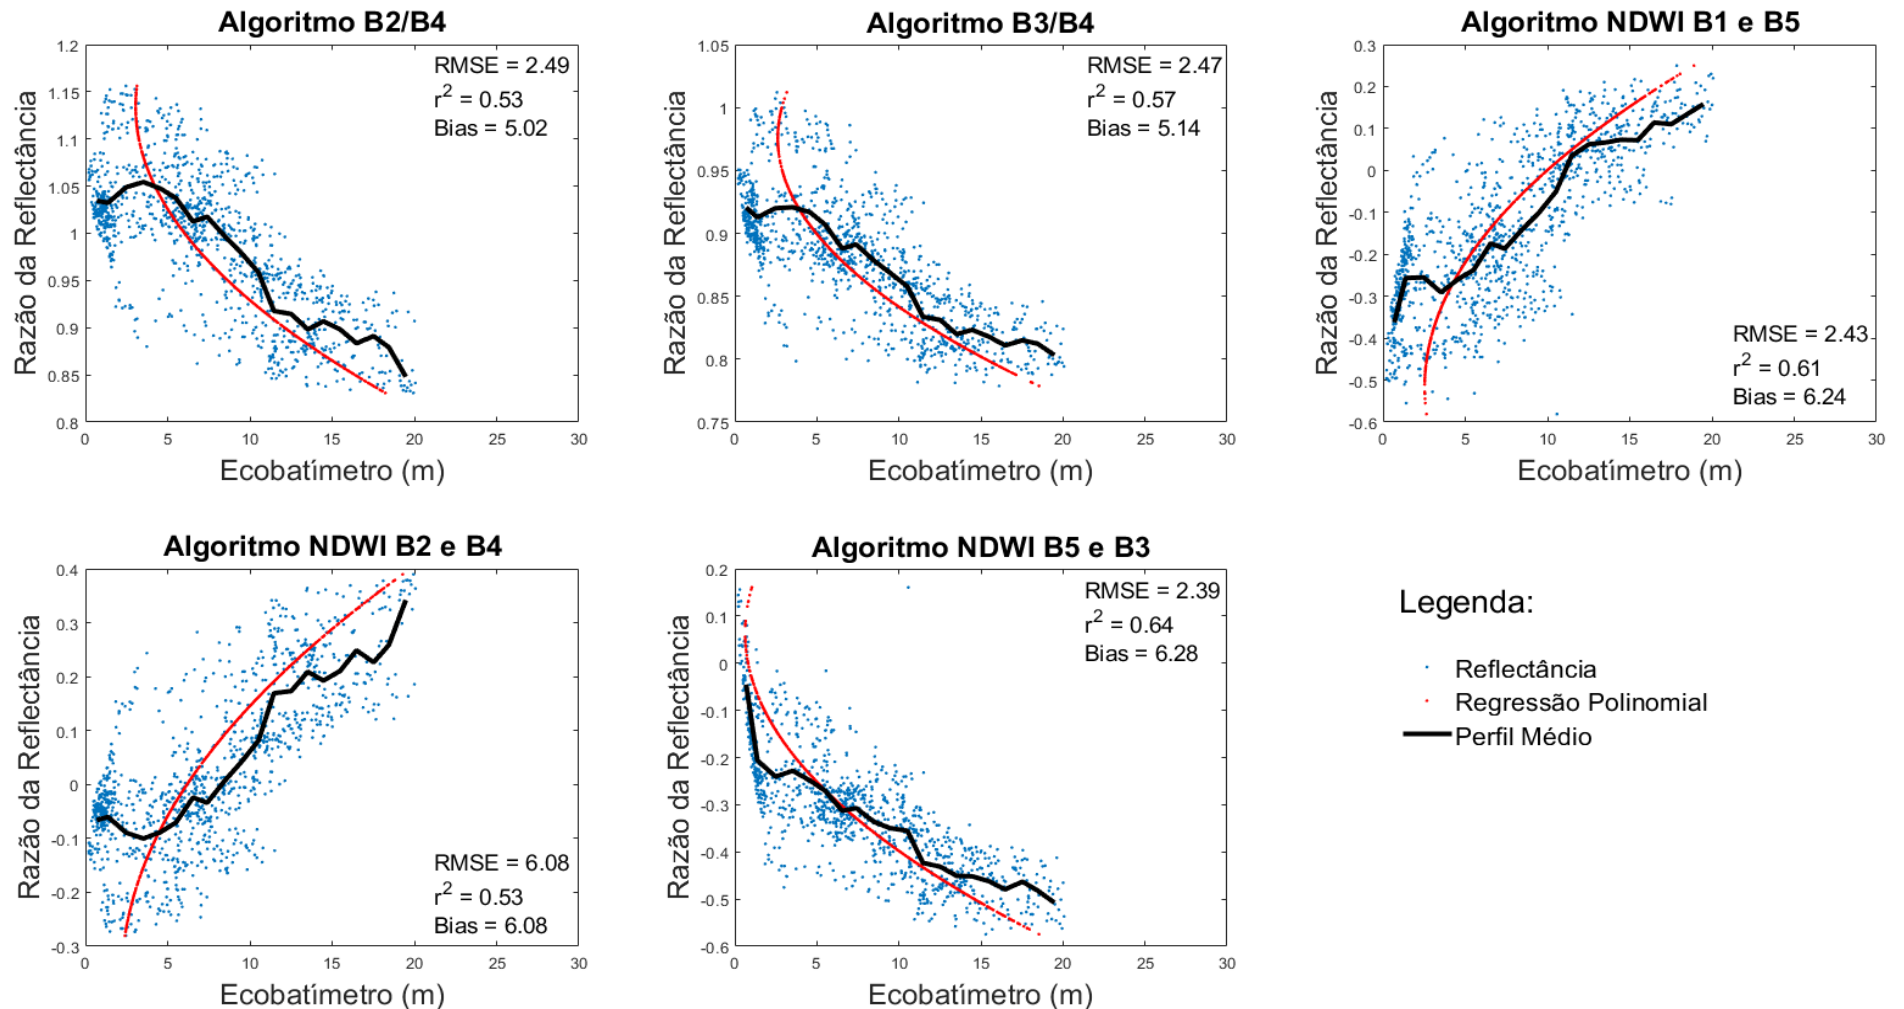 Algoritmo B2/B4
1.2
1.15
1.1
1.05
1
0.95
0.9
0.85
0.8
Razão da Reflectância
RMSE = 2.49
r² = 0.53
Bias = 5.02
0 5 10 15 20 25 30
Ecobatímetro (m)
Algoritmo B3/B4
1.05
1
0.95
0.9
0.85
0.8
0.75
Razão da Reflectância
RMSE = 2.47
r² = 0.57
Bias = 5.14
0 5 10 15 20 25 30
Ecobatímetro (m)
Algoritmo NDWI B1 e B5
0.3
0.2
0.1
0
-0.1
-0.2
-0.3
-0.4
-0.5
-0.6
Razão da Reflectância
RMSE = 2.43
r² = 0.61
Bias = 6.24
0 5 10 15 20 25 30
Ecobatímetro (m)
Algoritmo NDWI B2 e B4
0.4
0.3
0.2
0.1
0
-0.1
-0.2
-0.3
Razão da Reflectância
RMSE = 6.08
r² = 0.53
Bias = 6.08
0 5 10 15 20 25 30
Ecobatímetro (m)
Algoritmo NDWI B5 e B3
0.2
0.1
0
-0.1
-0.2
-0.3
-0.4
-0.5
-0.6
Razão da Reflectância
RMSE = 2.39
r² = 0.64
Bias = 6.28
0 5 10 15 20 25 30
Ecobatímetro (m)
Legenda:
Reflectância
Regressão Polinomial
Perfil Médio